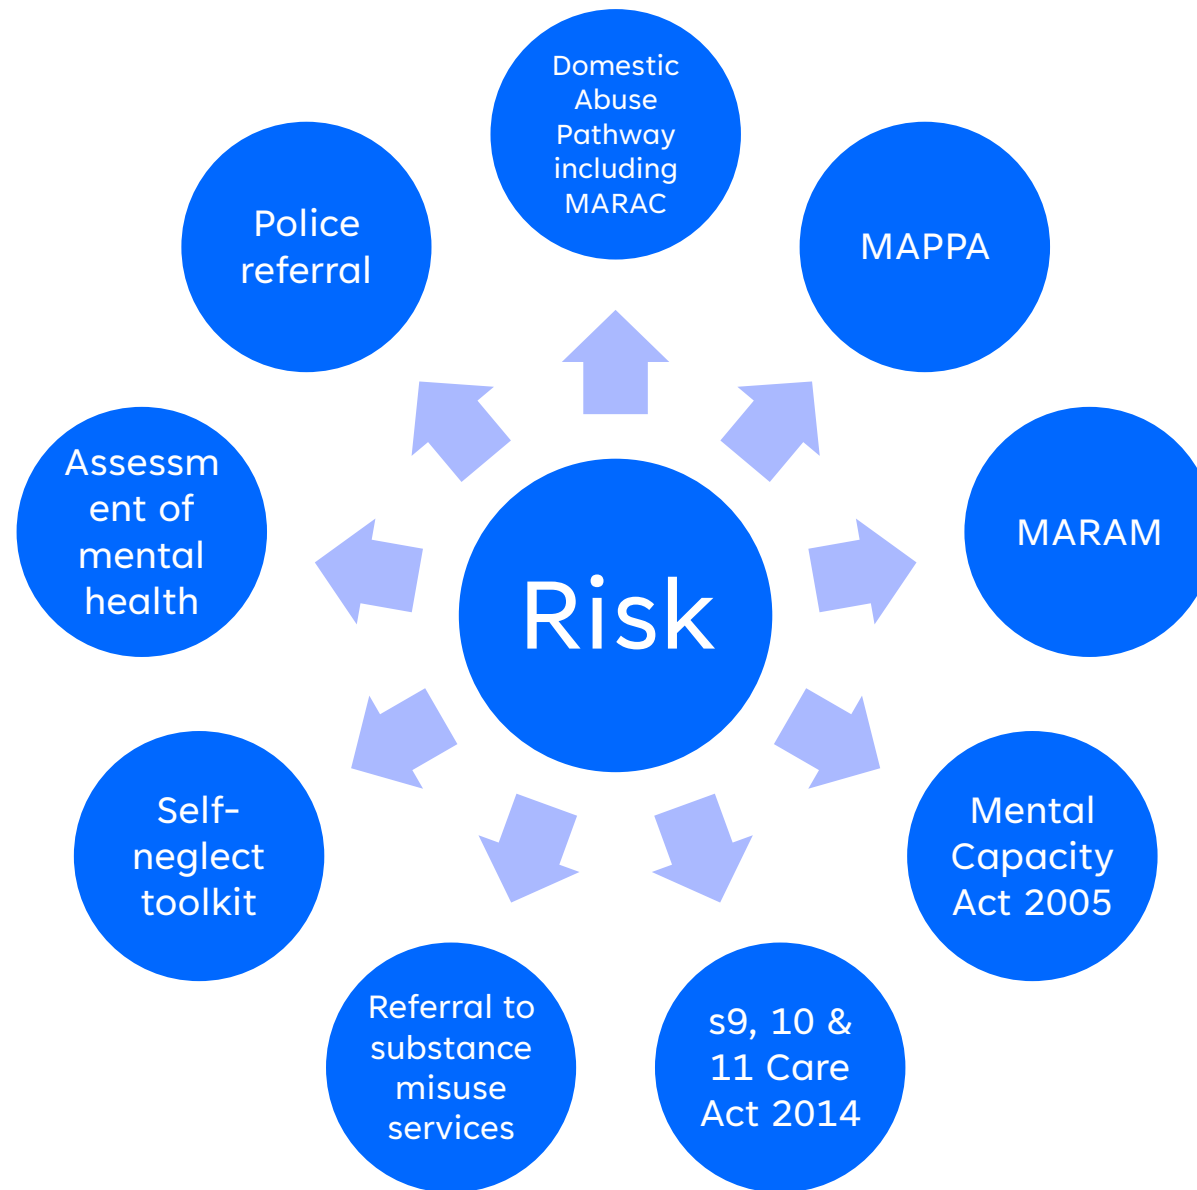 Domestic
Abuse
Pathway
including
MARAC
MAPPA
MARAM
Mental
Capacity
Act 2005
s9, 10 &
11 Care
Act 2014
Referral to
substance
misuse
services
Self-
neglect
toolkit
Assessm
ent of
mental
health
Police
referral
Risk